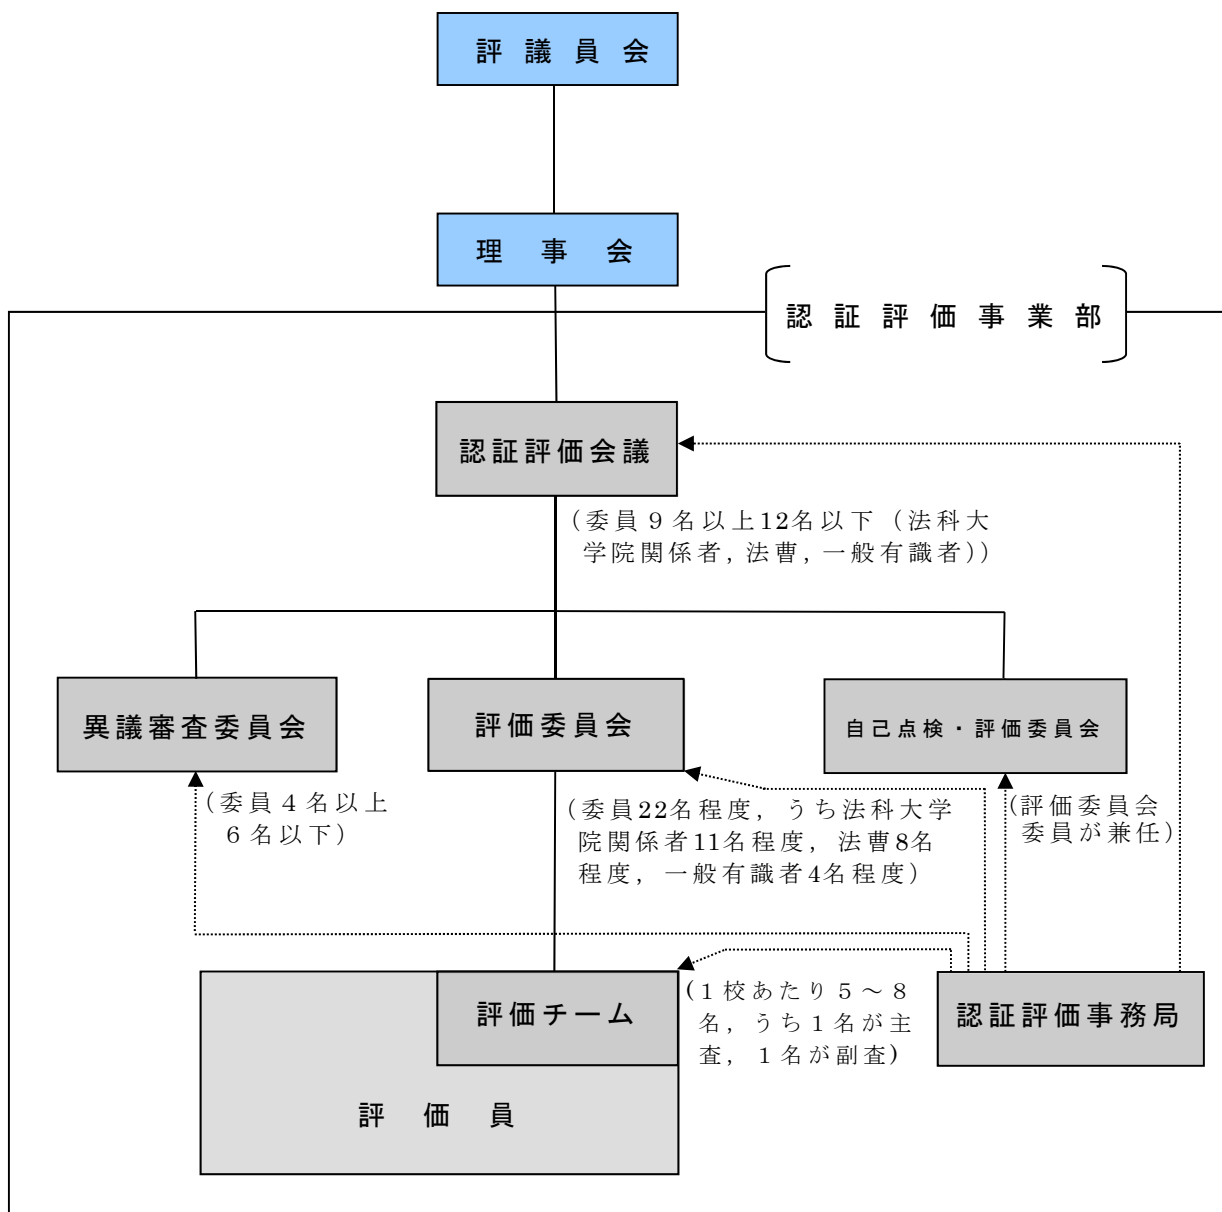 評議員会
理事会
認証評価事業部
認証評価会議
(委員９名以上12名以下（法科大
学院関係者,法曹,一般有識者))
異議審査委員会
評価委員会
自己点検・評価委員会
(委員４名以上
６名以下)
(委員22名程度，うち法科大学
院関係者11名程度，法曹8名
程度，一般有識者4名程度)
(評価委員会
委員が兼任)
評価チーム
(１校あたり５～８
名，うち１名が主
査，１名が副査)
認証評価事務局
評価員